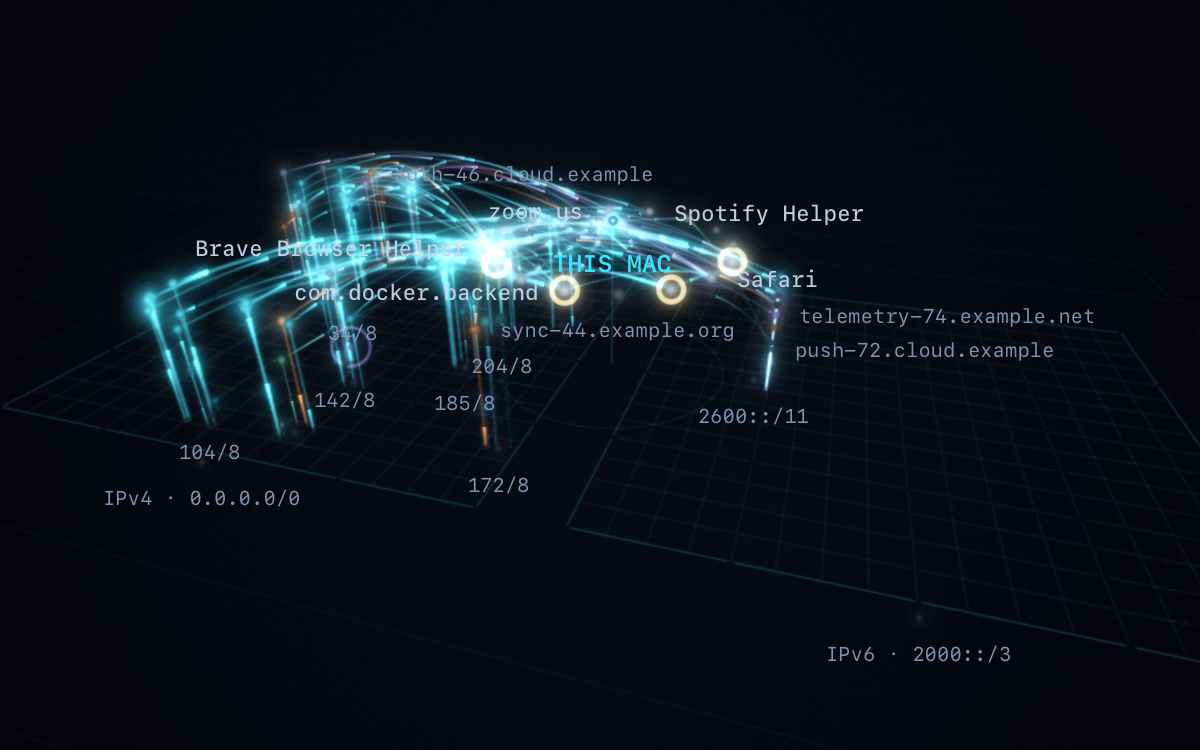 auth-46.cloud.example
zoom.us
Spotify Helper
Brave Browser Helper
THIS MAC
Safari
com.docker.backend
telemetry-74.example.net
34/8
sync-44.example.org
push-72.cloud.example
204/8
142/8
185/8
2600::/11
104/8
172/8
IPv4 · 0.0.0.0/0
IPv6 · 2000::/3